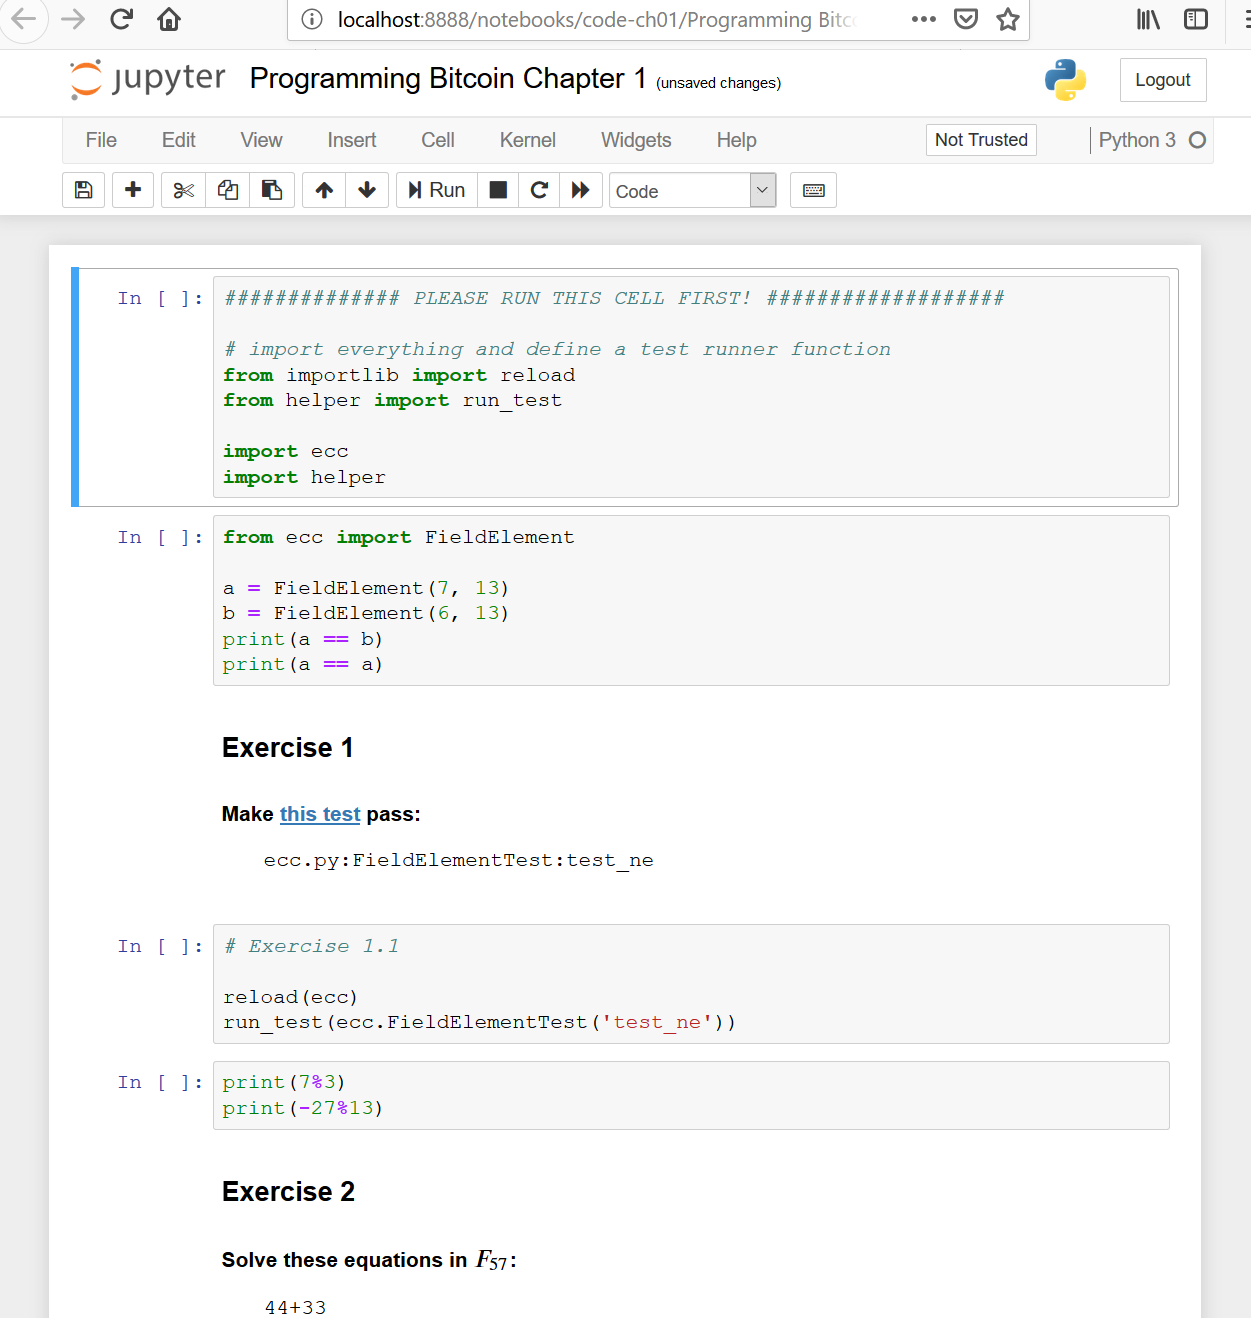 localhost:8888/notebooks/code-ch01/Programming Bitc
jupyter Programming Bitcoin Chapter 1 (unsaved changes)
Logout
File Edit View Insert Cell Kernel Widgets Help Not Trusted Python 3
Run Code
In [ ]: ############## PLEASE RUN THIS CELL FIRST! ###################
# import everything and define a test runner function
from importlib import reload
from helper import run_test
import ecc
import helper
In [ ]: from ecc import FieldElement
a = FieldElement(7, 13)
b = FieldElement(6, 13)
print(a == b)
print(a == a)
Exercise 1
Make this test pass:
ecc.py:FieldElementTest:test_ne
In [ ]: # Exercise 1.1
reload(ecc)
run_test(ecc.FieldElementTest('test_ne'))
In [ ]: print(7%3)
print(-27%13)
Exercise 2
Solve these equations in F57:
44+33